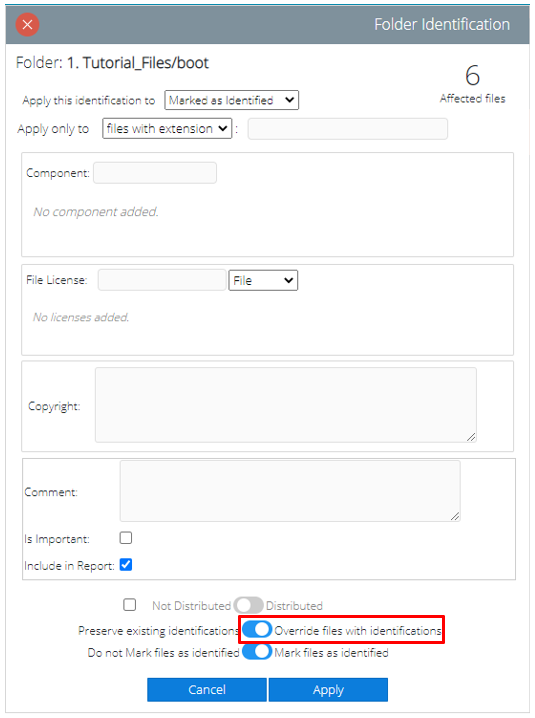 Folder Identification
Folder: 1. Tutorial_Files/boot
6
Apply this identification to Marked as Identified
Affected files
Apply only to files with extension :
Component:
No component added.
File License: File
No licenses added.
Copyright:
Comment:
Is Important:
Include in Report:
Not Distributed Distributed
Preserve existing identifications Override files with identifications
Do not Mark files as identified Mark files as identified
Cancel Apply